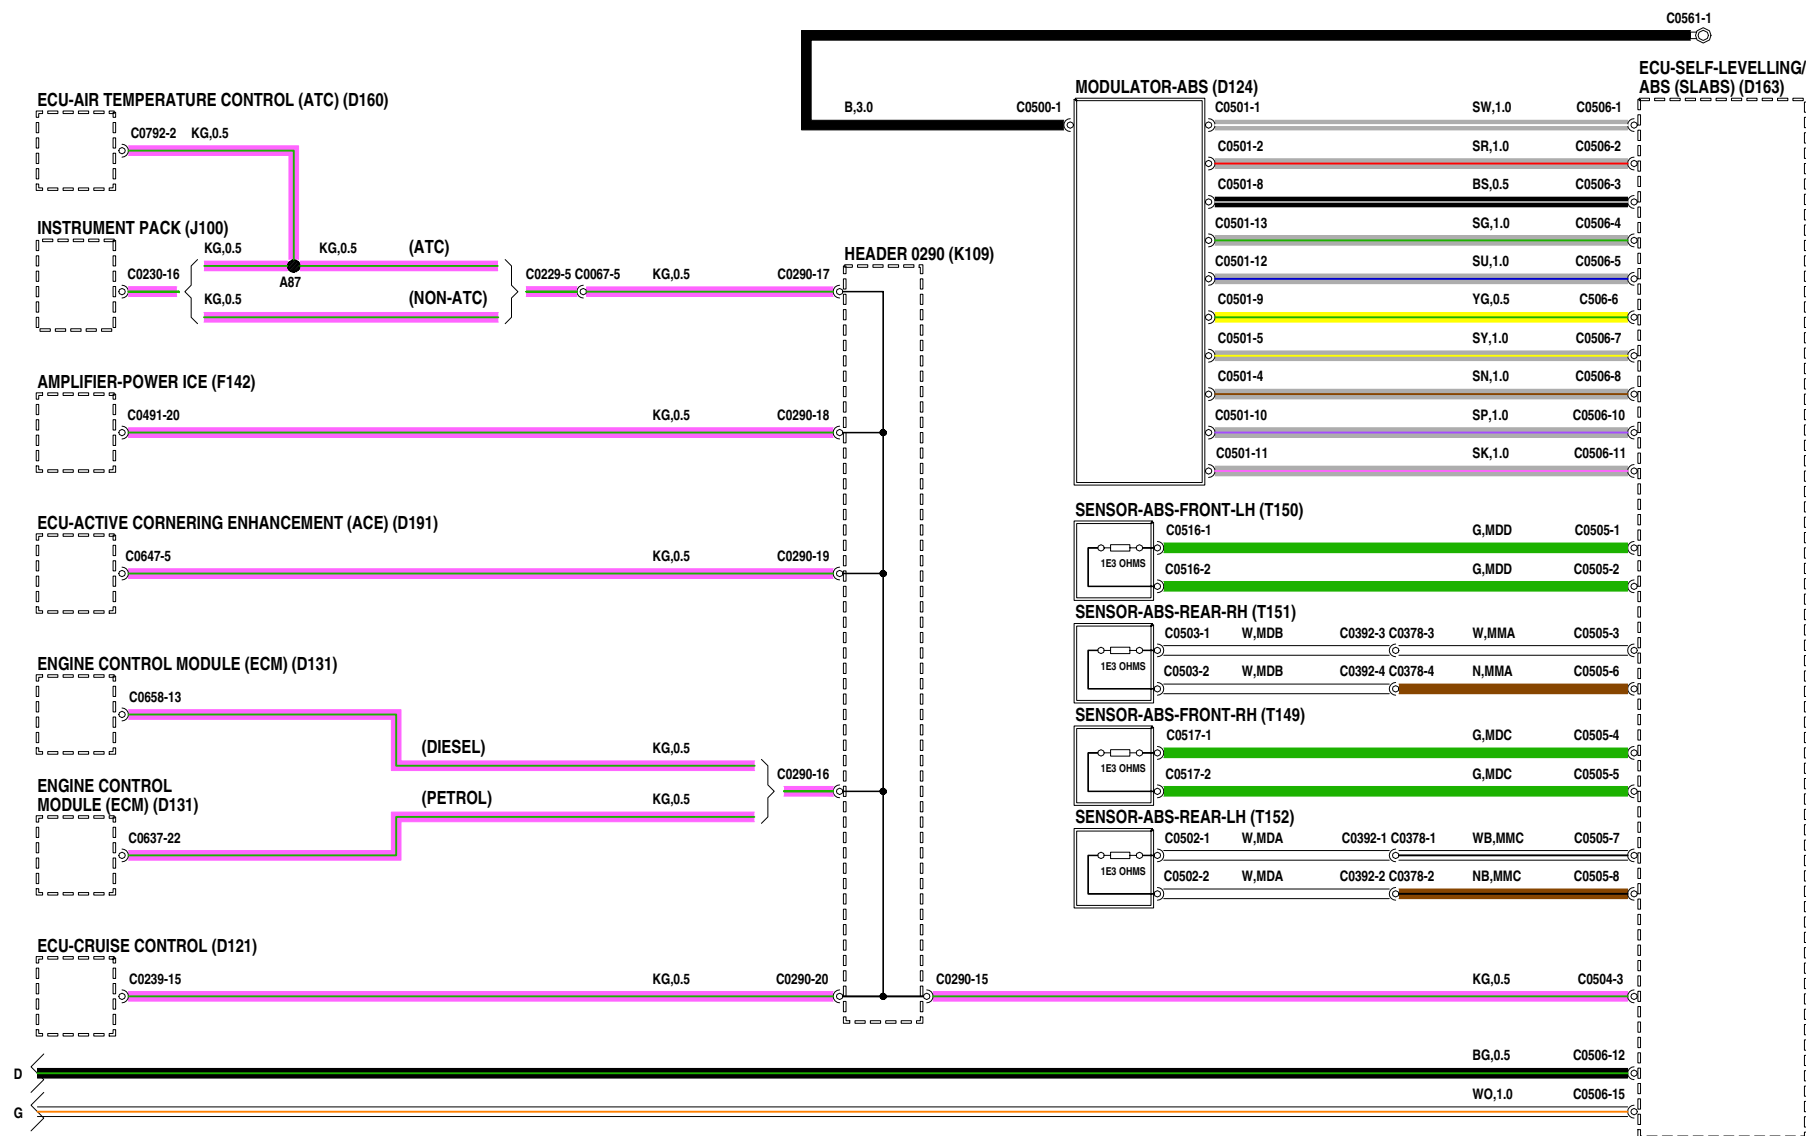 C0561-1
ECU-SELF-LEVELLING/
ABS (SLABS) (D163)
MODULATOR-ABS (D124)
B,3.0 C0500-1
C0501-1 SW,1.0 C0506-1
C0501-2 SR,1.0 C0506-2
C0501-8 BS,0.5 C0506-3
C0501-13 SG,1.0 C0506-4
C0501-12 SU,1.0 C0506-5
C0501-9 YG,0.5 C506-6
C0501-5 SY,1.0 C0506-7
C0501-4 SN,1.0 C0506-8
C0501-10 SP,1.0 C0506-10
C0501-11 SK,1.0 C0506-11
ECU-AIR TEMPERATURE CONTROL (ATC) (D160)
C0792-2 KG,0.5
INSTRUMENT PACK (J100)
KG,0.5 KG,0.5 (ATC)
C0230-16 A87
KG,0.5 (NON-ATC)
C0229-5 C0067-5 KG,0.5 C0290-17
HEADER 0290 (K109)
AMPLIFIER-POWER ICE (F142)
C0491-20 KG,0.5 C0290-18
ECU-ACTIVE CORNERING ENHANCEMENT (ACE) (D191)
C0647-5 KG,0.5 C0290-19
ENGINE CONTROL MODULE (ECM) (D131)
C0658-13
(DIESEL) KG,0.5
C0290-16
ENGINE CONTROL
MODULE (ECM) (D131)
(PETROL) KG,0.5
C0637-22
ECU-CRUISE CONTROL (D121)
C0239-15 KG,0.5 C0290-20
C0290-15 KG,0.5 C0504-3
SENSOR-ABS-FRONT-LH (T150)
C0516-1 G,MDD C0505-1
1E3 OHMS
C0516-2 G,MDD C0505-2
SENSOR-ABS-REAR-RH (T151)
C0503-1 W,MDB C0392-3 C0378-3 W,MMA C0505-3
1E3 OHMS
C0503-2 W,MDB C0392-4 C0378-4 N,MMA C0505-6
SENSOR-ABS-FRONT-RH (T149)
C0517-1 G,MDC C0505-4
1E3 OHMS
C0517-2 G,MDC C0505-5
SENSOR-ABS-REAR-LH (T152)
C0502-1 W,MDA C0392-1 C0378-1 WB,MMC C0505-7
1E3 OHMS
C0502-2 W,MDA C0392-2 C0378-2 NB,MMC C0505-8
D BG,0.5 C0506-12
G WO,1.0 C0506-15